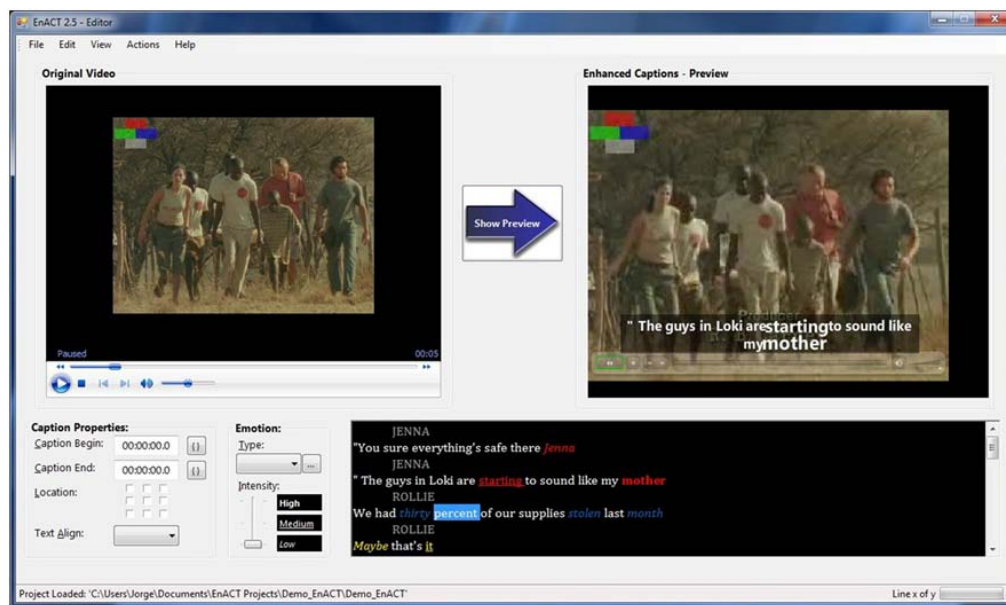 EnACT 2.5 - Editor
File Edit View Actions Help
Original Video
Enhanced Captions - Preview
Show Preview
" The guys in Loki are starting to sound like
my mother
Paused 00:05
Caption Properties:
Caption Begin: 00:00:00.0 { }
Caption End: 00:00:00.0 { }
Location:
Text Align:
Emotion:
Type:
...
Intensity:
High
Medium
Low
JENNA
"You sure everything's safe there Jenna
JENNA
" The guys in Loki are starting to sound like my mother
ROLLIE
We had thirty percent of our supplies stolen last month
ROLLIE
Maybe that's it
Project Loaded: 'C:\Users\Jorge\Documents\EnACT Projects\Demo_EnACT\Demo_EnACT'
Line x of y